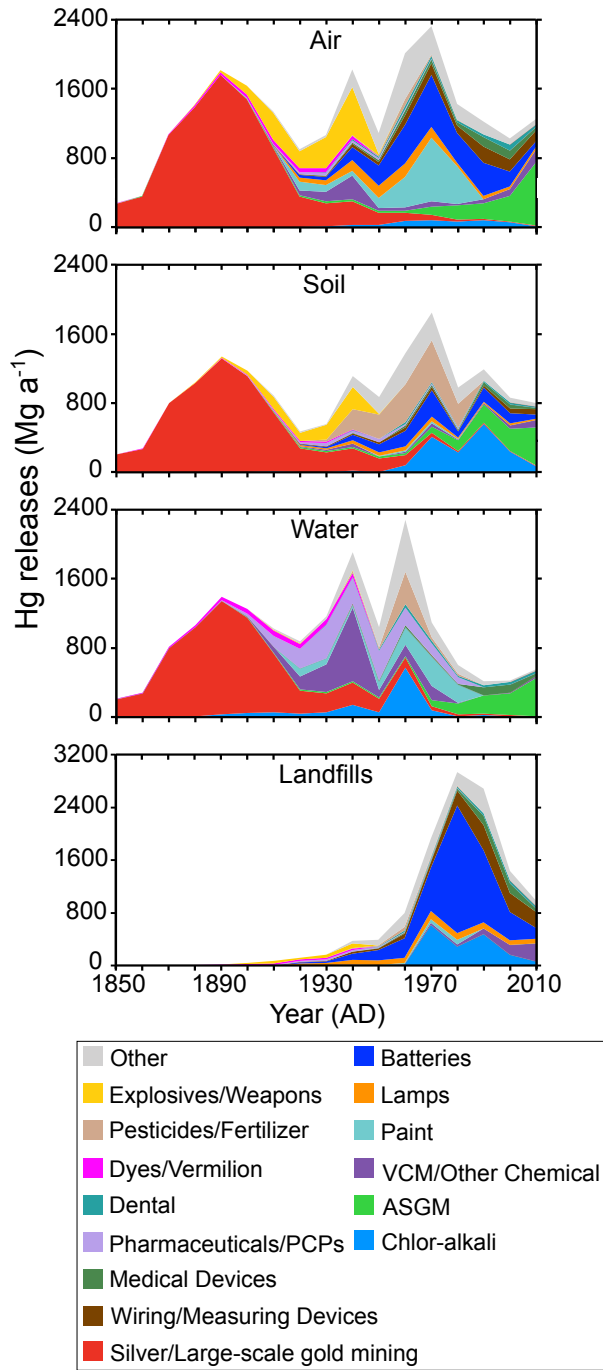 2400
Air
1600
800
0
2400
Soil
1600
800
0
2400
Water
1600
800
0
3200
Landfills
2400
1600
800
0
Hg releases (Mg a⁻¹)
1850 1890 1930 1970 2010
Year (AD)
Other
Explosives/Weapons
Pesticides/Fertilizer
Dyes/Vermilion
Dental
Pharmaceuticals/PCPs
Medical Devices
Wiring/Measuring Devices
Silver/Large-scale gold mining
Batteries
Lamps
Paint
VCM/Other Chemical
ASGM
Chlor-alkali